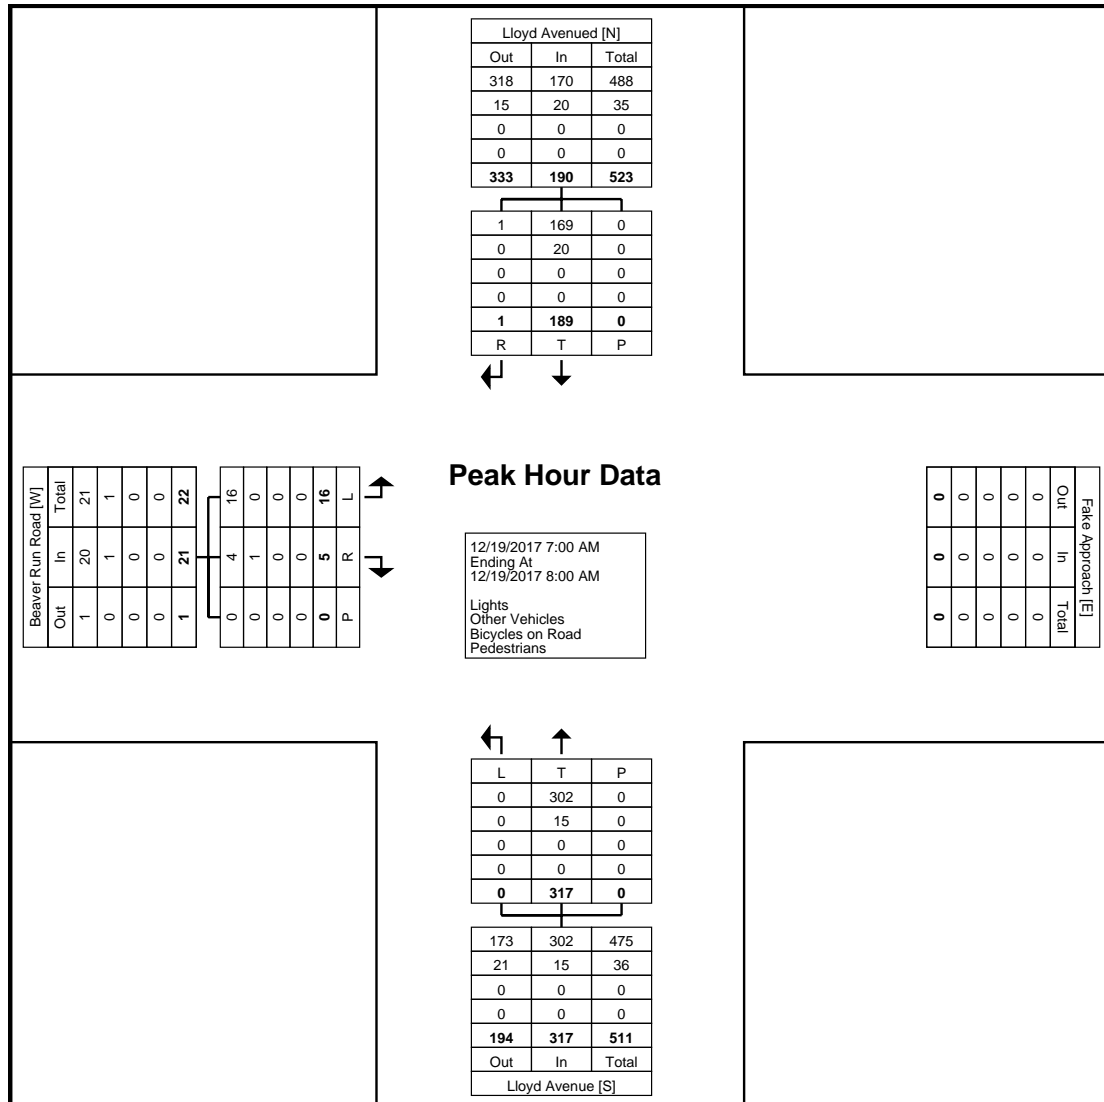 Lloyd Avenued [N]
Out In Total
318 170 488
15 20 35
0 0 0
0 0 0
333 190 523
1 169 0
0 20 0
0 0 0
0 0 0
1 189 0
R T P
Beaver Run Road [W]
Out In Total
1 20 21
0 1 1
0 0 0
0 0 0
1 21 22
0 4 16
0 1 0
0 0 0
0 0 0
0 5 16
P R L
Peak Hour Data
12/19/2017 7:00 AM
Ending At
12/19/2017 8:00 AM
Lights
Other Vehicles
Bicycles on Road
Pedestrians
Fake Approach [E]
Out In Total
0 0 0
0 0 0
0 0 0
0 0 0
0 0 0
L T P
0 302 0
0 15 0
0 0 0
0 0 0
0 317 0
173 302 475
21 15 36
0 0 0
0 0 0
194 317 511
Out In Total
Lloyd Avenue [S]